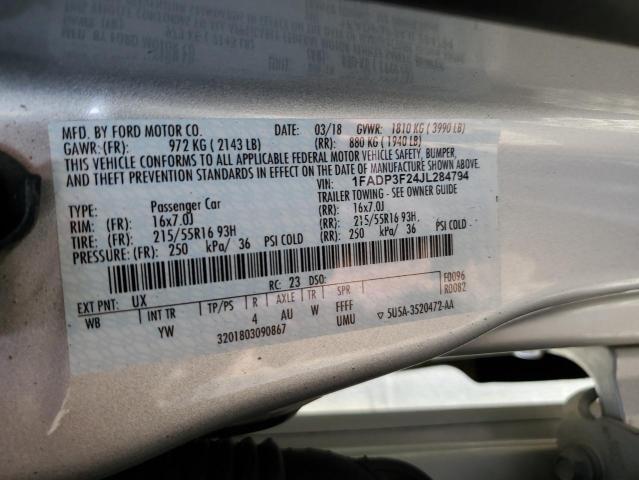 MFD. BY FORD MOTOR CO. DATE: 03/18 GVWR: 1810 KG ( 3990 LB)
GAWR: (FR): 972 KG ( 2143 LB) (RR): 880 KG ( 1940 LB)
THIS VEHICLE CONFORMS TO ALL APPLICABLE FEDERAL MOTOR VEHICLE SAFETY, BUMPER,
AND THEFT PREVENTION STANDARDS IN EFFECT ON THE DATE OF MANUFACTURE SHOWN ABOVE.
VIN: 1FADP3F24JL284794
TYPE: Passenger Car TRAILER TOWING - SEE OWNER GUIDE
RIM: (FR): 16x7.0J (RR): 16x7.0J
TIRE: (FR): 215/55R16 93H (RR): 215/55R16 93H
PRESSURE: (FR): 250 kPa/ 36 PSI COLD (RR): 250 kPa/ 36 PSI COLD
RC: 23 DSO: F0096
EXT PNT: UX R0082
WB INT TR TP/PS R AXLE TR SPR
YW 4 AU W FFFF
3201803090867 UMU ▽ 5U5A-3520472-AA